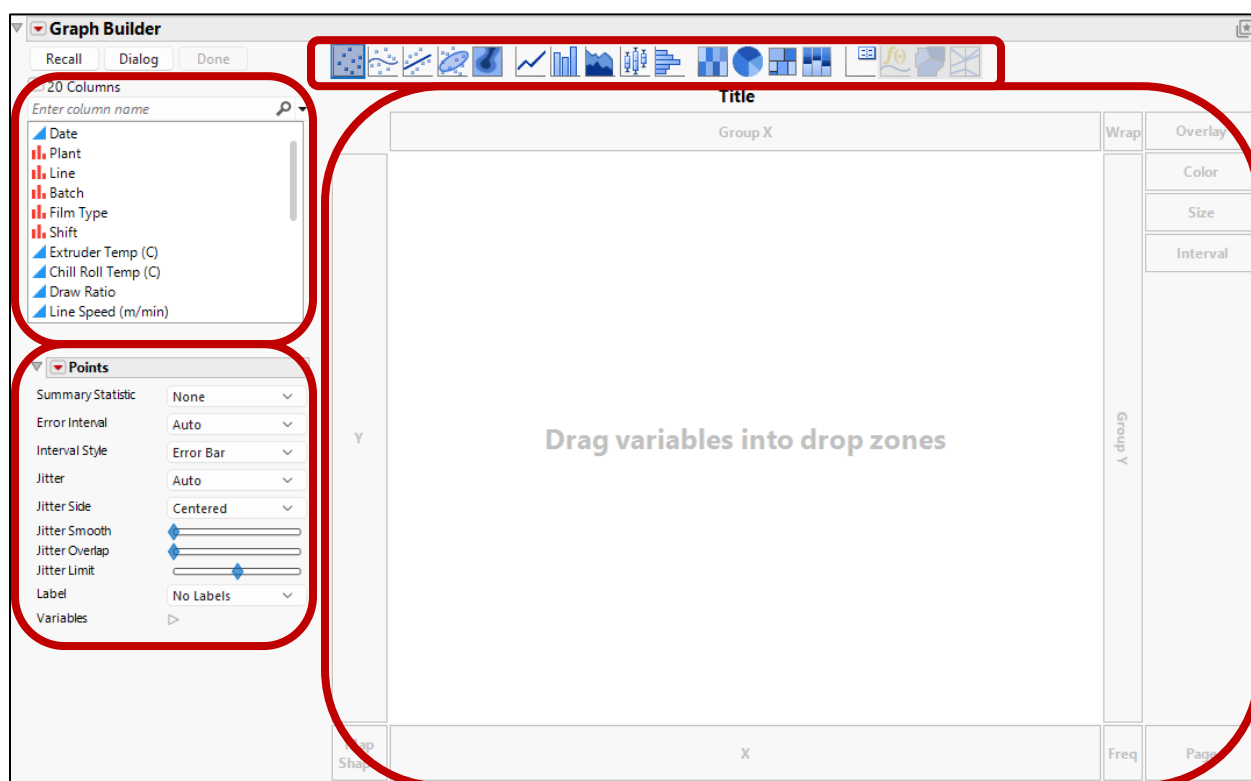 Graph Builder
Recall Dialog Done
20 Columns
Enter column name
Date
Plant
Line
Batch
Film Type
Shift
Extruder Temp (C)
Chill Roll Temp (C)
Draw Ratio
Line Speed (m/min)
Points
Summary Statistic None
Error Interval Auto
Interval Style Error Bar
Jitter Auto
Jitter Side Centered
Jitter Smooth
Jitter Overlap
Jitter Limit
Label No Labels
Variables
f(x)
Title
Group X Wrap Overlay
Color
Size
Interval
Y
Drag variables into drop zones
Group Y
Map
Shape
X
Freq
Page